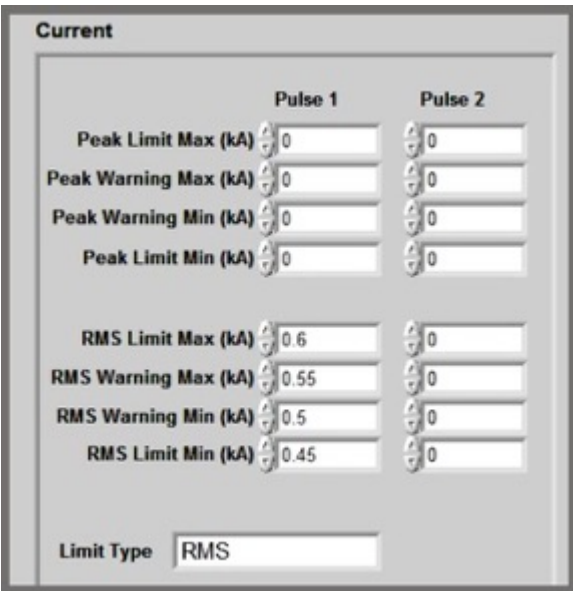 Current
Pulse 1 Pulse 2
Peak Limit Max (kA) 0 0
Peak Warning Max (kA) 0 0
Peak Warning Min (kA) 0 0
Peak Limit Min (kA) 0 0
RMS Limit Max (kA) 0.6 0
RMS Warning Max (kA) 0.55 0
RMS Warning Min (kA) 0.5 0
RMS Limit Min (kA) 0.45 0
Limit Type RMS